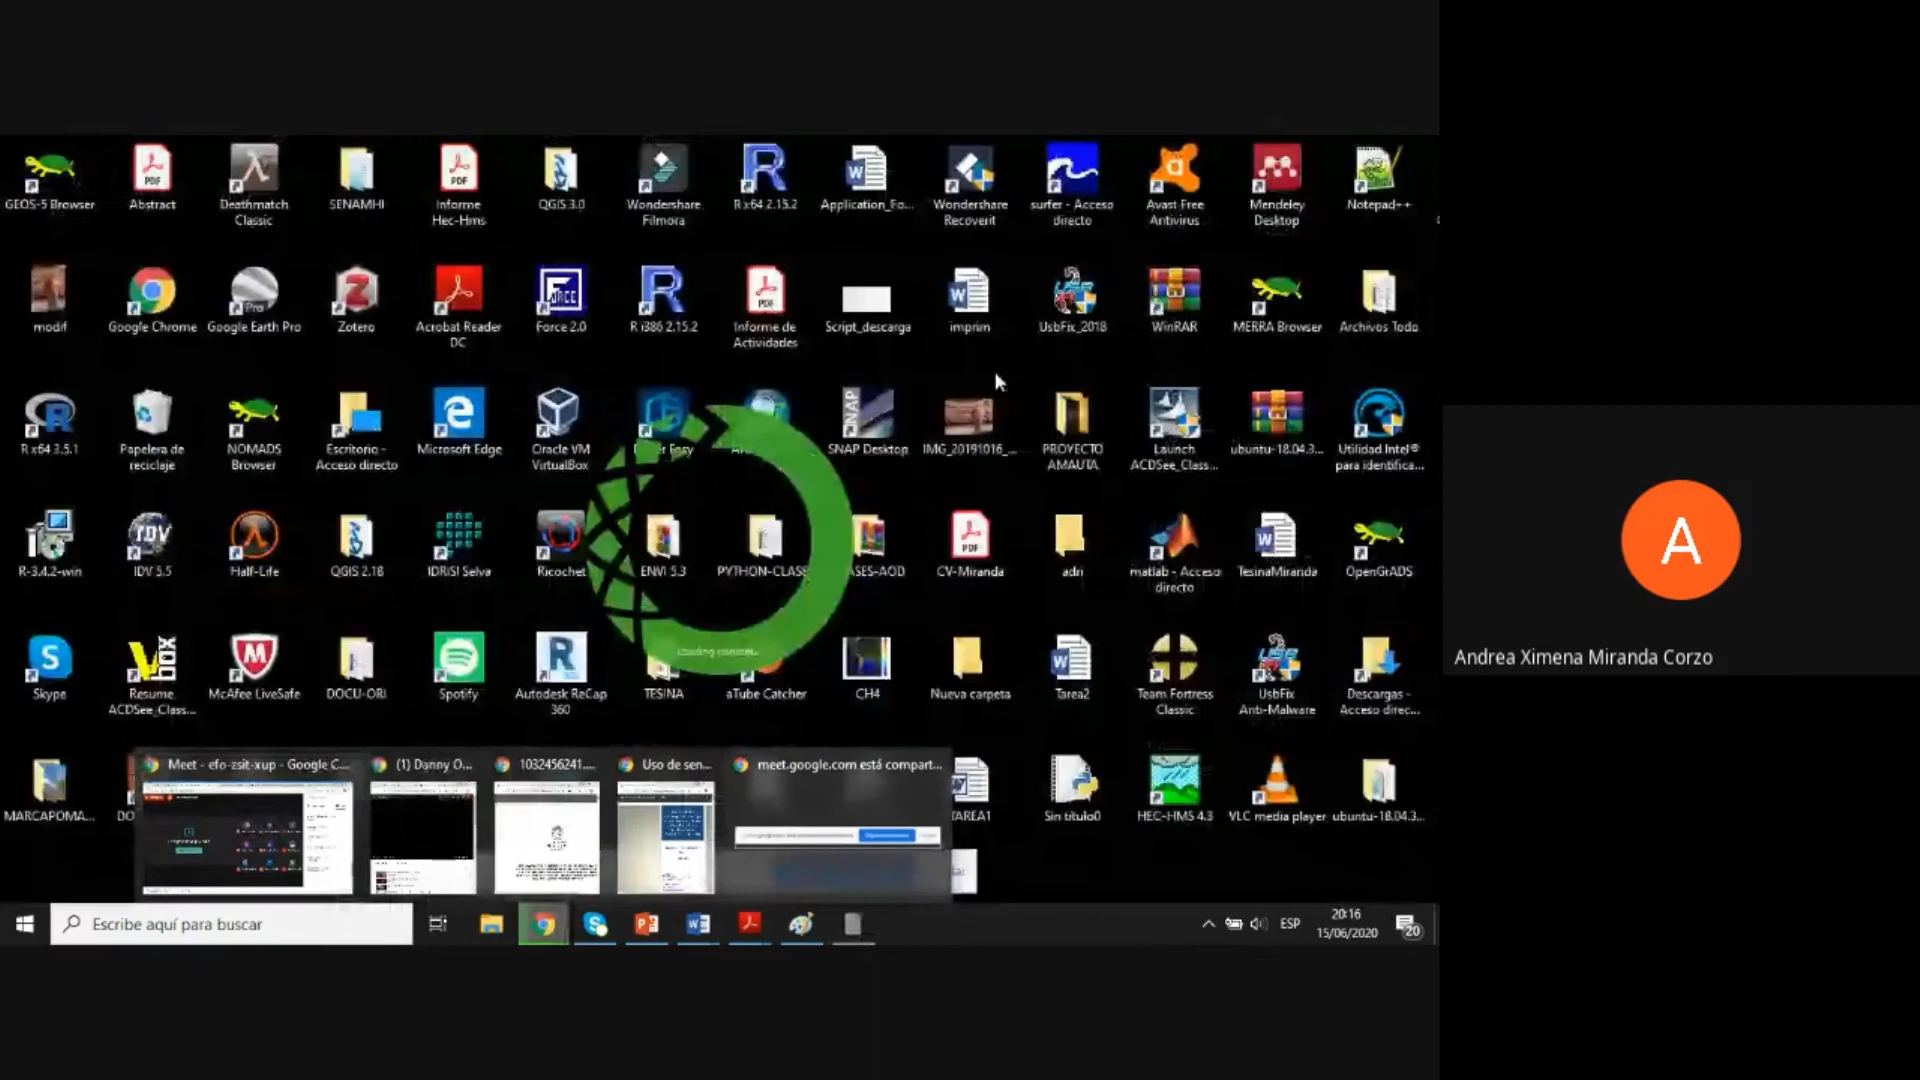 GEOS-5 Browser
Abstract
Deathmatch Classic
SENAMHI
Informe Hec-Hms
QGIS 3.0
Wondershare Filmora
R x64 2.15.2
Application_Fo...
Wondershare Recoverit
surfer - Acceso directo
Avast Free Antivirus
Mendeley Desktop
Notepad++
modif
Google Chrome
Google Earth Pro
Zotero
Acrobat Reader DC
Force 2.0
R i386 2.15.2
Informe de Actividades
Script_descarga
imprim
UsbFix_2018
WinRAR
MERRA Browser
Archivos Todo
R x64 3.5.1
Papelera de reciclaje
NOMADS Browser
Escritorio - Acceso directo
Microsoft Edge
Oracle VM VirtualBox
Easy
SNAP Desktop
IMG_20191016_...
PROYECTO AMAUTA
Launch ACDSee_Class...
ubuntu-18.04.3...
Utilidad Intel® para identifica...
R-3.4.2-win
IDV 5.5
Half-Life
QGIS 2.18
IDRISI Selva
Ricochet
ENVI 5.3
PYTHON-CLASE
ASES-AOD
CV-Miranda
adri
matlab - Acceso directo
TesinaMiranda
OpenGrADS
Skype
Resume ACDSee_Class...
McAfee LiveSafe
DOCU-ORI
Spotify
Autodesk ReCap 360
TESINA
aTube Catcher
CH4
Nueva carpeta
Tarea2
Team Fortress Classic
UsbFix Anti-Malware
Descargas - Acceso direc...
MARCAPOMA...
DO
TAREA1
Sin título0
HEC-HMS 4.3
VLC media player
ubuntu-18.04.3...
Meet - efo-zsit-xup - Google C...
(1) Danny O...
1032456241....
Uso de sen...
meet.google.com está compart...
Escribe aquí para buscar
ESP
20:16
15/06/2020
20
A
Andrea Ximena Miranda Corzo